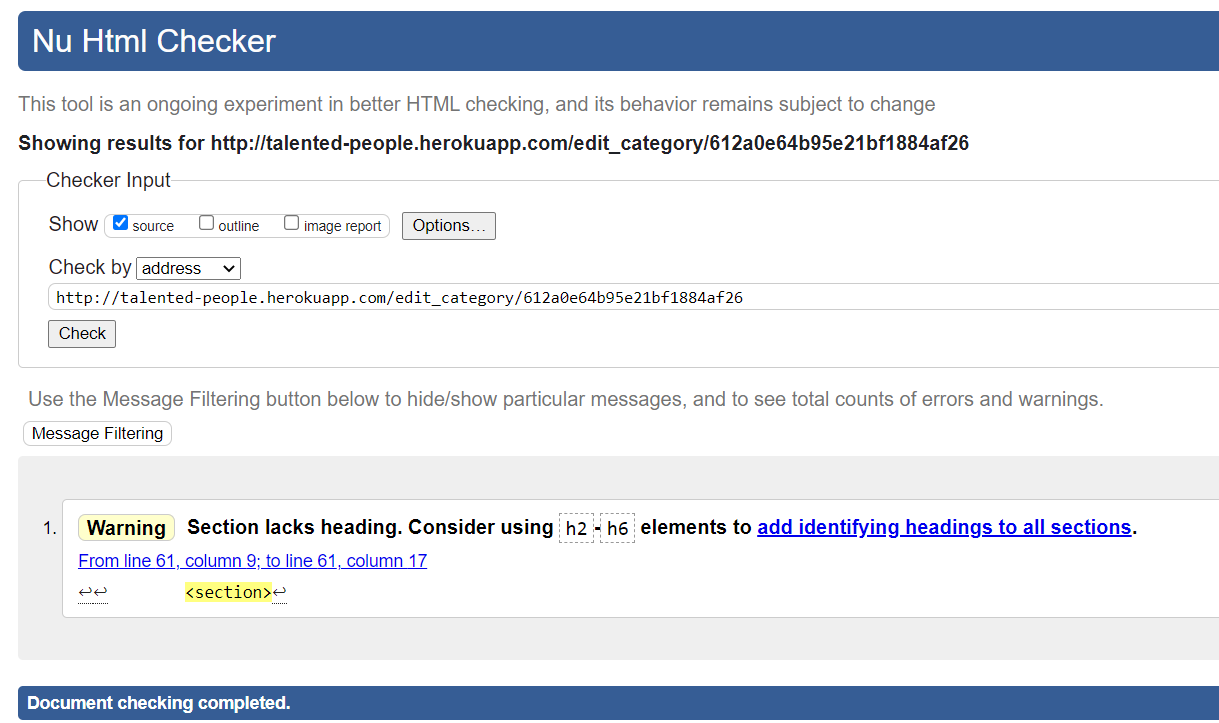 Nu Html Checker
This tool is an ongoing experiment in better HTML checking, and its behavior remains subject to change
Showing results for http://talented-people.herokuapp.com/edit_category/612a0e64b95e21bf1884af26
Checker Input
Show source outline image report Options...
Check by address
http://talented-people.herokuapp.com/edit_category/612a0e64b95e21bf1884af26
Check
Use the Message Filtering button below to hide/show particular messages, and to see total counts of errors and warnings.
Message Filtering
1. Warning Section lacks heading. Consider using h2-h6 elements to add identifying headings to all sections.
From line 61, column 9; to line 61, column 17
↩↩ <section>↩
Document checking completed.